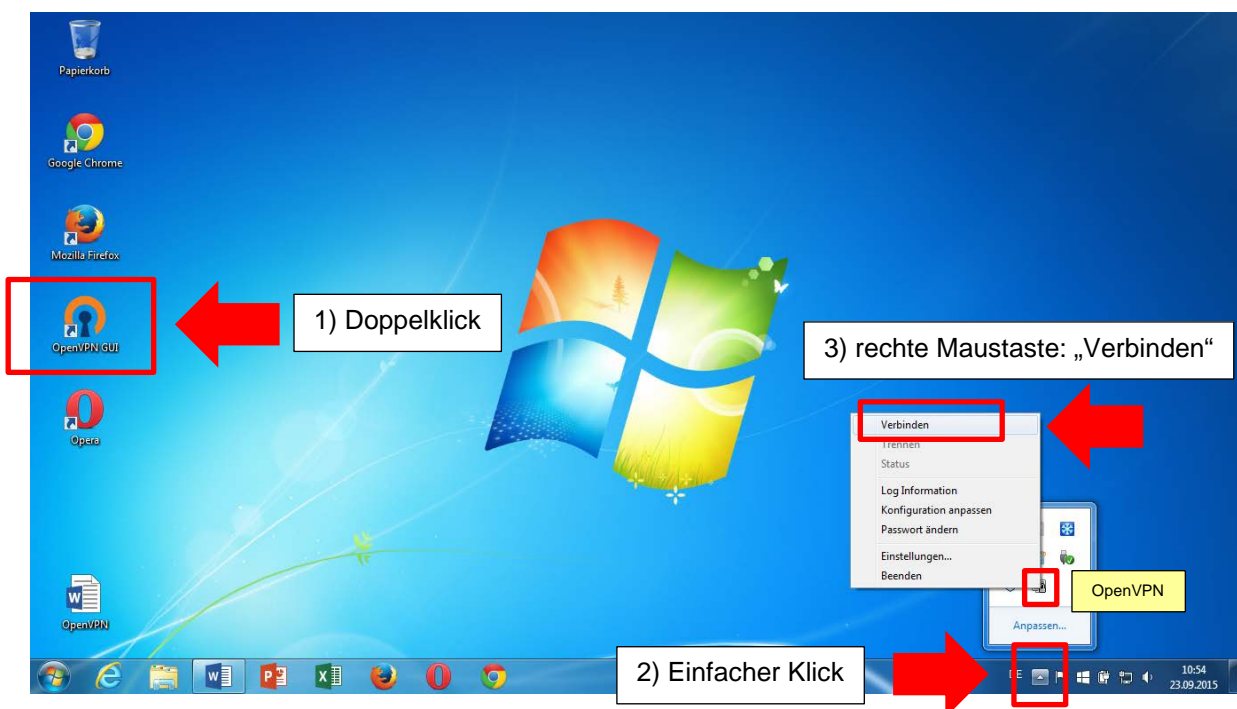 Papierkorb
Google Chrome
Mozilla Firefox
OpenVPN GUI
1) Doppelklick
3) rechte Maustaste: „Verbinden“
Opera
Verbinden
Trennen
Status
Log Information
Konfiguration anpassen
Passwort ändern
Einstellungen...
Beenden
OpenVPN
OpenVPN
Anpassen...
2) Einfacher Klick
DE
10:54
23.09.2015